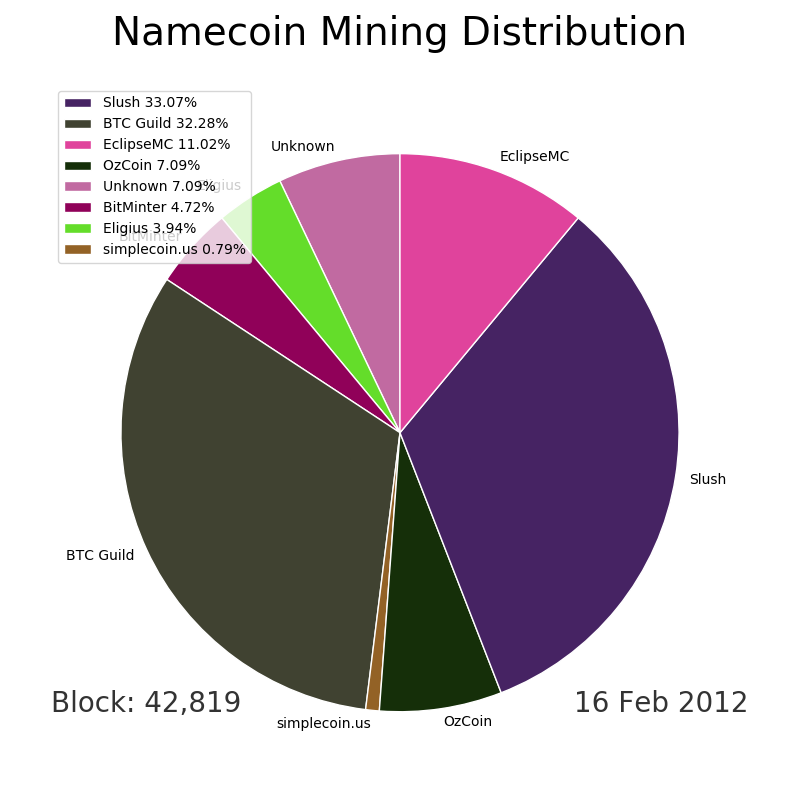 Namecoin Mining Distribution
Slush 33.07%
BTC Guild 32.28%
EclipseMC 11.02%
OzCoin 7.09%
Unknown 7.09%
BitMinter 4.72%
Eligius 3.94%
simplecoin.us 0.79%
Unknown
EclipseMC
Eligius
BitMinter
Slush
BTC Guild
Block: 42,819
16 Feb 2012
simplecoin.us
OzCoin